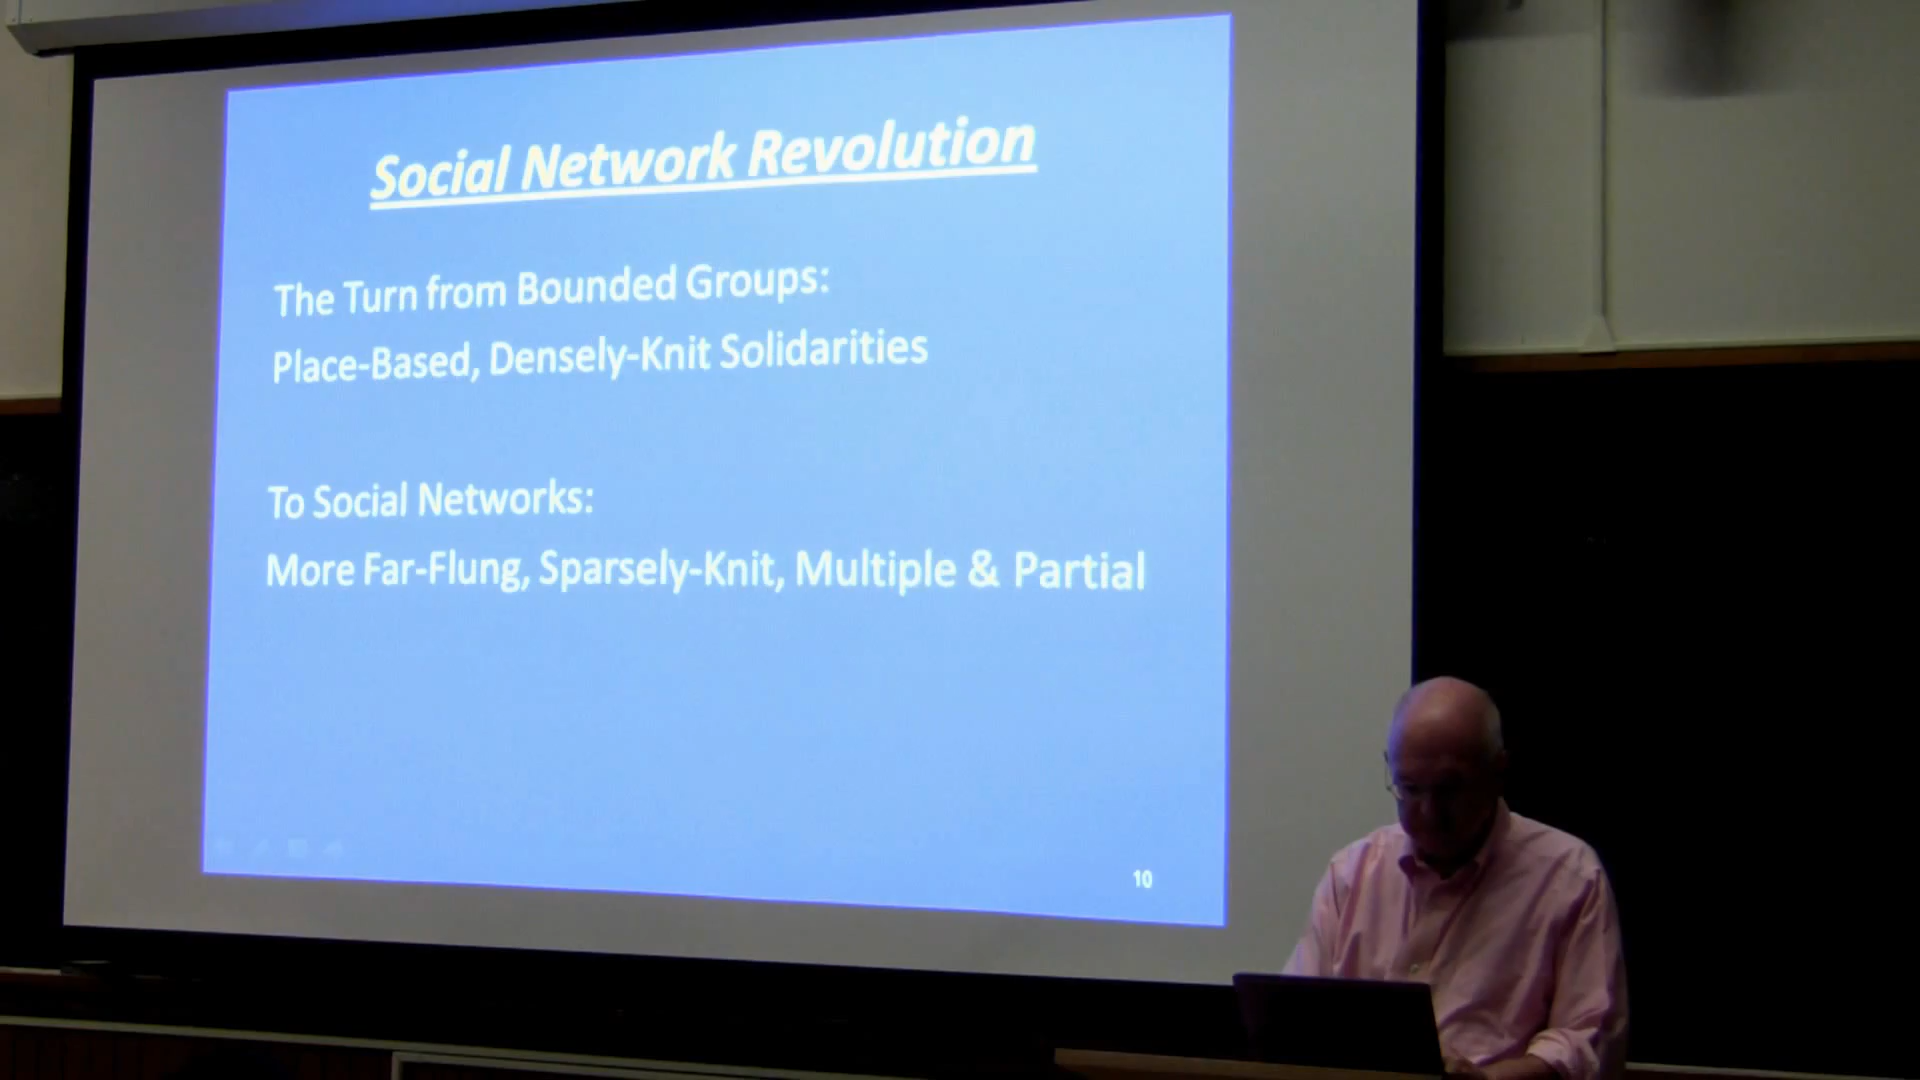 Social Network Revolution
The Turn from Bounded Groups:
Place-Based, Densely-Knit Solidarities
To Social Networks:
More Far-Flung, Sparsely-Knit, Multiple & Partial
10